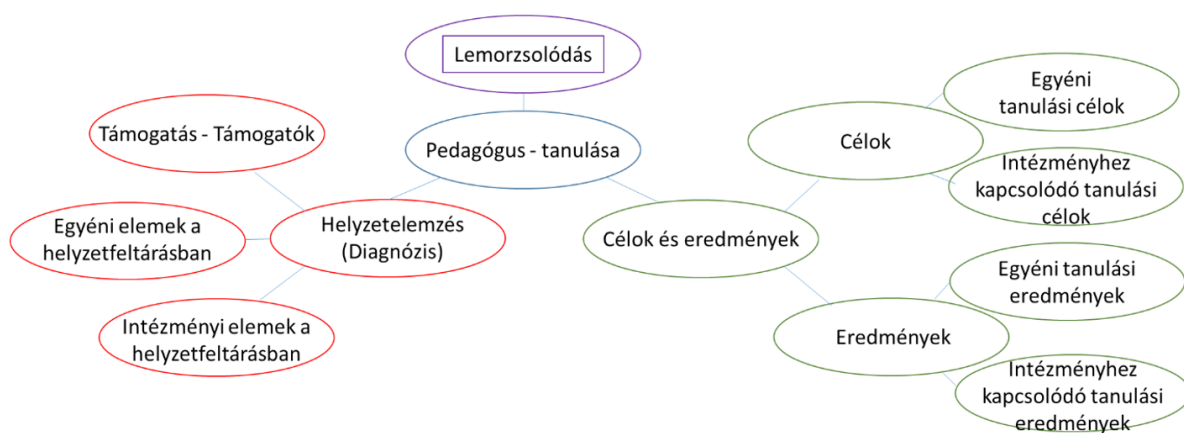 Lemorzsolódás
Pedagógus - tanulása
Támogatás - Támogatók
Egyéni elemek a
helyzetfeltárásban
Helyzetelemzés
(Diagnózis)
Intézményi elemek a
helyzetfeltárásban
Célok és eredmények
Célok
Egyéni
tanulási célok
Intézményhez
kapcsolódó tanulási
célok
Eredmények
Egyéni tanulási
eredmények
Intézményhez
kapcsolódó tanulási
eredmények